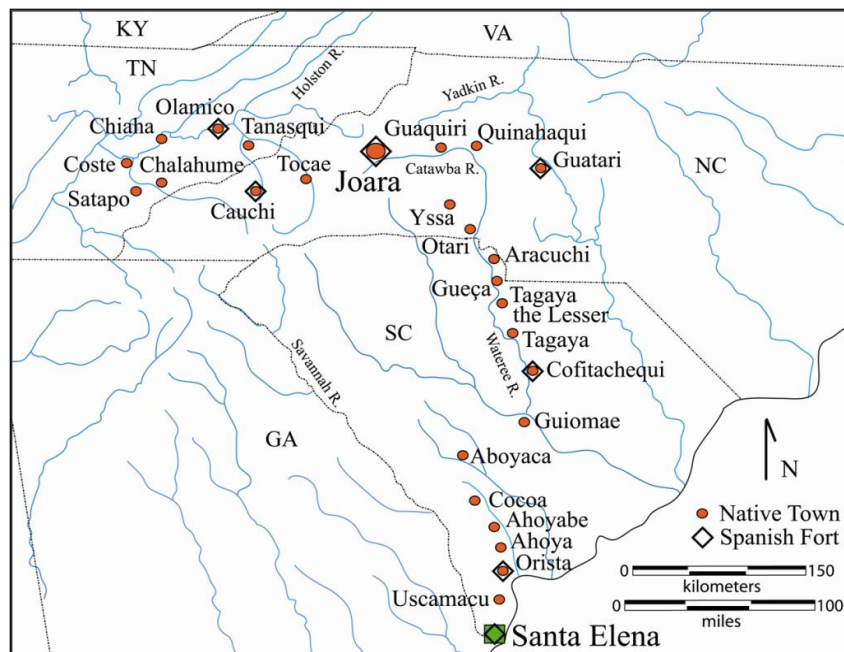 KY
VA
TN
Holston R.
Yadkin R.
Olamico
Chiaha
Tanasqui
Guaquiri
Quinahaqui
Coste
Chalahume
Tocae
Joara
Catawba R.
Guatari
NC
Satapo
Cauchi
Yssa
Otari
Aracuchi
Gueça
Tagaya
the Lesser
SC
Tagaya
Savannah R.
Wateree R.
Cofitachequi
Guiomae
GA
Aboyaca
N
Cocoa
Native Town
Ahoyabe
Spanish Fort
Ahoya
Orista
0 150
kilometers
Uscamacu
0 100
miles
Santa Elena